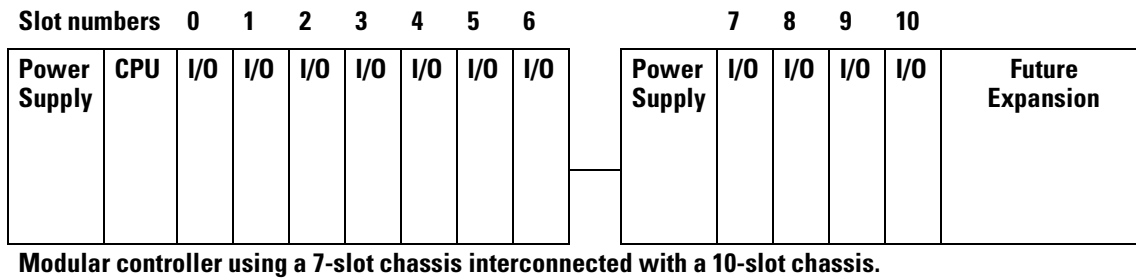 Slot numbers 0 1 2 3 4 5 6 7 8 9 10
Power Supply CPU I/O I/O I/O I/O I/O I/O I/O Power Supply I/O I/O I/O I/O Future Expansion
Modular controller using a 7-slot chassis interconnected with a 10-slot chassis.